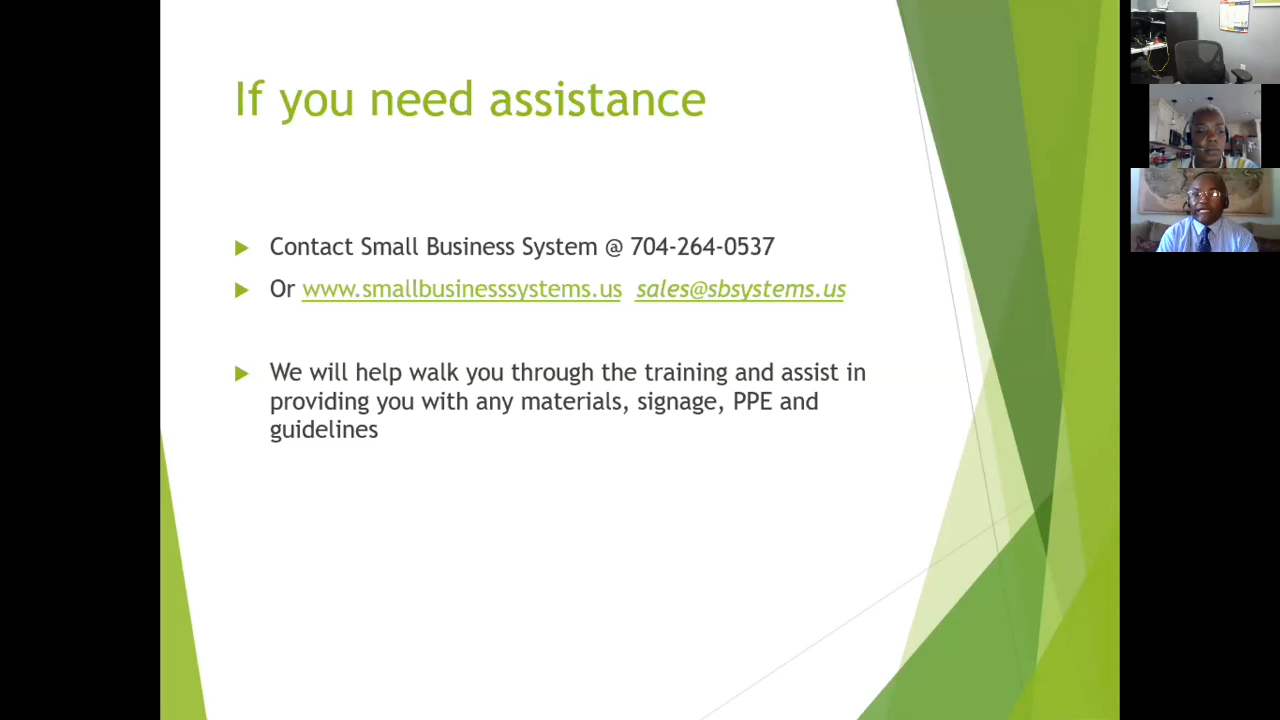 If you need assistance
Contact Small Business System @ 704-264-0537
Or www.smallbusinesssystems.us sales@sbsystems.us
We will help walk you through the training and assist in
providing you with any materials, signage, PPE and
guidelines